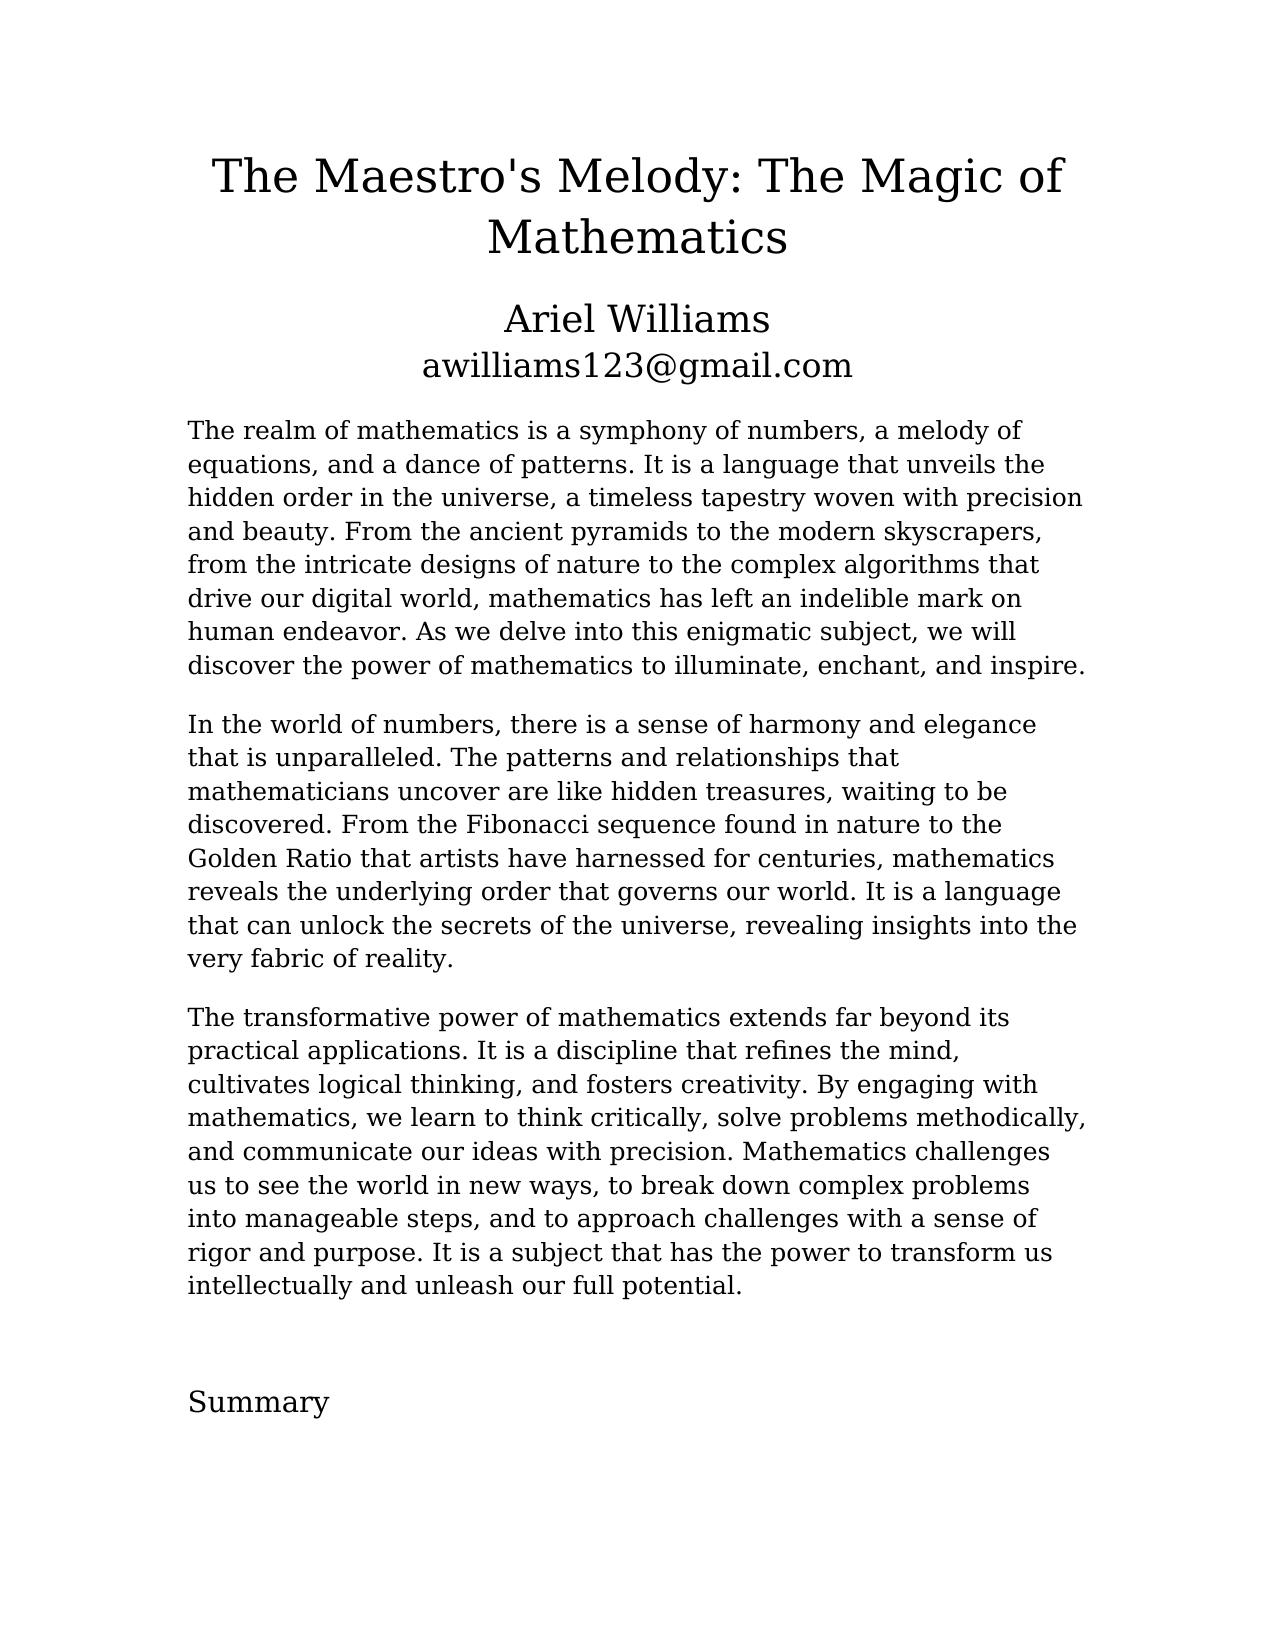 The Maestro's Melody: The Magic of
Mathematics
Ariel Williams
awilliams123@gmail.com
The realm of mathematics is a symphony of numbers, a melody of
equations, and a dance of patterns. It is a language that unveils the
hidden order in the universe, a timeless tapestry woven with precision
and beauty. From the ancient pyramids to the modern skyscrapers,
from the intricate designs of nature to the complex algorithms that
drive our digital world, mathematics has left an indelible mark on
human endeavor. As we delve into this enigmatic subject, we will
discover the power of mathematics to illuminate, enchant, and inspire.
In the world of numbers, there is a sense of harmony and elegance
that is unparalleled. The patterns and relationships that
mathematicians uncover are like hidden treasures, waiting to be
discovered. From the Fibonacci sequence found in nature to the
Golden Ratio that artists have harnessed for centuries, mathematics
reveals the underlying order that governs our world. It is a language
that can unlock the secrets of the universe, revealing insights into the
very fabric of reality.
The transformative power of mathematics extends far beyond its
practical applications. It is a discipline that refines the mind,
cultivates logical thinking, and fosters creativity. By engaging with
mathematics, we learn to think critically, solve problems methodically,
and communicate our ideas with precision. Mathematics challenges
us to see the world in new ways, to break down complex problems
into manageable steps, and to approach challenges with a sense of
rigor and purpose. It is a subject that has the power to transform us
intellectually and unleash our full potential.
Summary